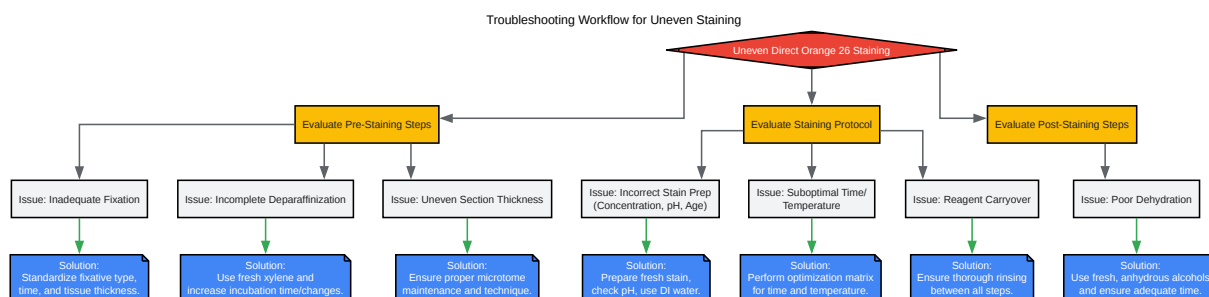 Troubleshooting Workflow for Uneven Staining
Uneven Direct Orange 26 Staining
Evaluate Pre-Staining Steps
Evaluate Staining Protocol
Evaluate Post-Staining Steps
Issue: Inadequate Fixation
Issue: Incomplete Deparaffinization
Issue: Uneven Section Thickness
Issue: Incorrect Stain Prep
(Concentration, pH, Age)
Issue: Suboptimal Time/
Temperature
Issue: Reagent Carryover
Issue: Poor Dehydration
Solution:
Standardize fixative type,
time, and tissue thickness.
Solution:
Use fresh xylene and
increase incubation time/changes.
Solution:
Ensure proper microtome
maintenance and technique.
Solution:
Prepare fresh stain,
check pH, use DI water.
Solution:
Perform optimization matrix
for time and temperature.
Solution:
Ensure thorough rinsing
between all steps.
Solution:
Use fresh, anhydrous alcohols
and ensure adequate time.